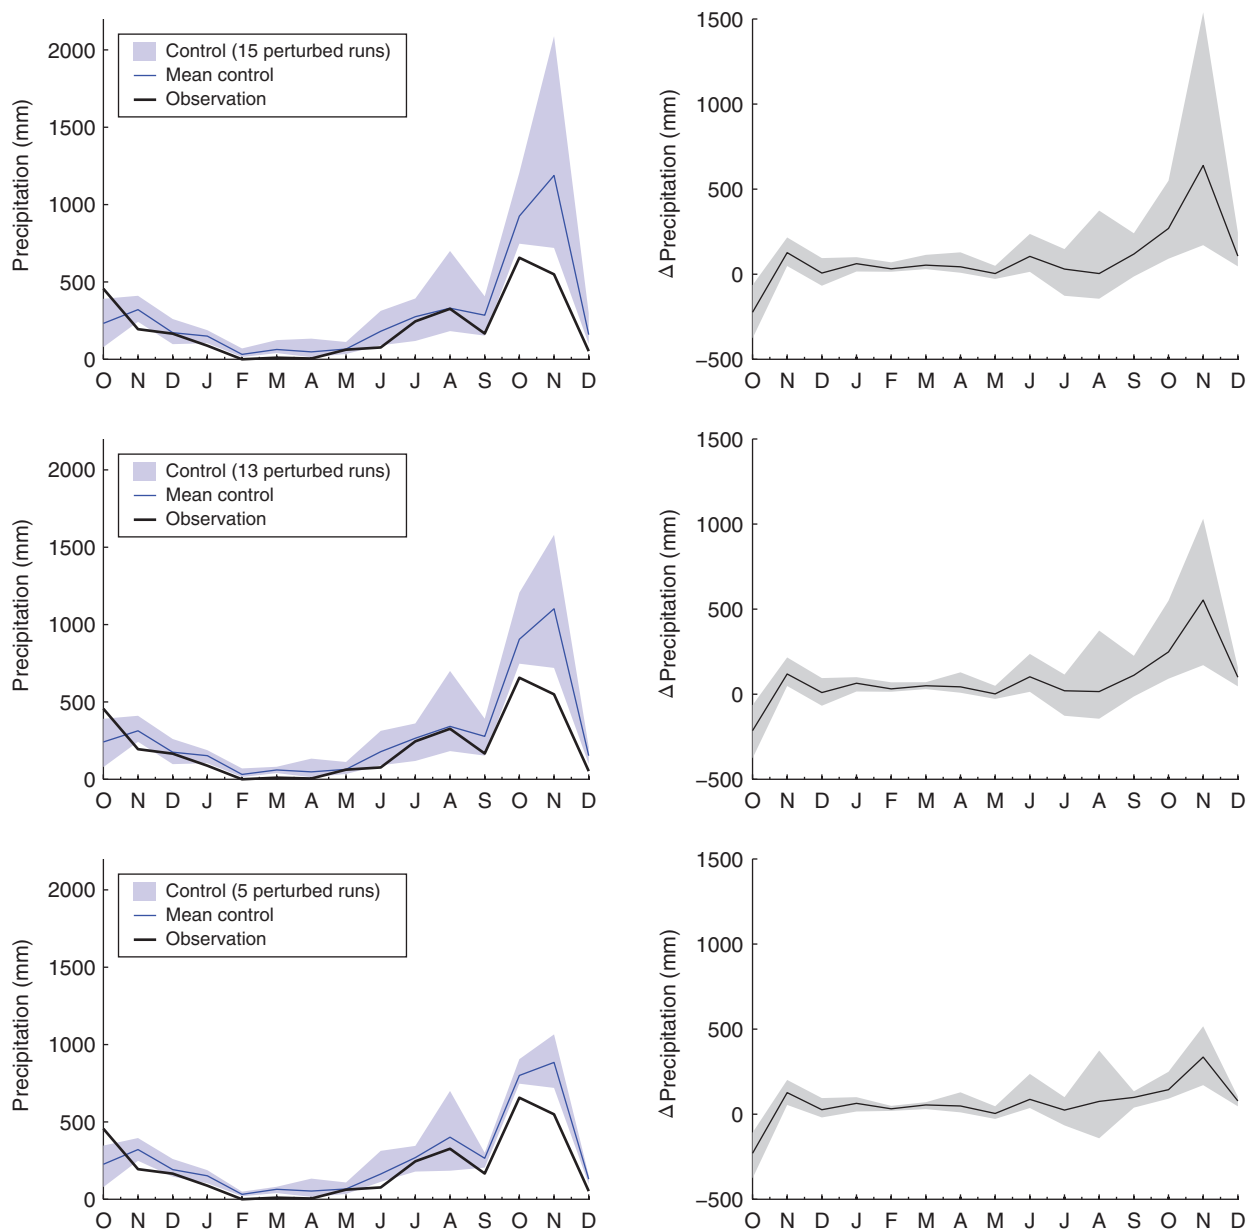 Precipitation (mm)
2000
1500
1000
500
0
Control (15 perturbed runs)
Mean control
Observation
O N D J F M A M J J A S O N D
Δ Precipitation (mm)
1500
1000
500
0
−500
O N D J F M A M J J A S O N D
Precipitation (mm)
2000
1500
1000
500
0
Control (13 perturbed runs)
Mean control
Observation
O N D J F M A M J J A S O N D
Δ Precipitation (mm)
1500
1000
500
0
−500
O N D J F M A M J J A S O N D
Precipitation (mm)
2000
1500
1000
500
0
Control (5 perturbed runs)
Mean control
Observation
O N D J F M A M J J A S O N D
Δ Precipitation (mm)
1500
1000
500
0
−500
O N D J F M A M J J A S O N D